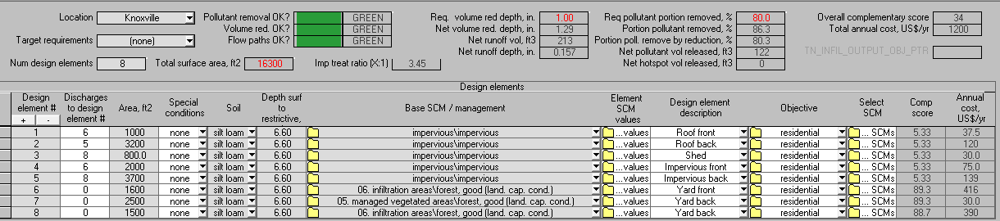 Location Knoxville Pollutant removal OK? GREEN Req. volume red depth, in. 1.00 Req pollutant portion removed, % 80.0 Overall complementary score 34
Volume red. OK? GREEN Net volume red depth, in. 1.29 Portion pollutant removed, % 86.3 Total annual cost, US$/yr 1200
Target requirements (none) Flow paths OK? GREEN Net runoff vol, ft3 213 Portion poll. remove by reduction, % 80.3
Net runoff depth, in. 0.157 Net pollutant vol released, ft3 122 TN_INFIL_OUTPUT_OBJ_PTR
Num design elements 8 Total surface area, ft2 16300 Imp treat ratio (X:1) 3.45 Net hotspot vol released, ft3 0
Design elements
Design element # Discharges to design element # Area, ft2 Special conditions Soil Depth surf to restrictive, Base SCM / management Element SCM values Design element description Objective Select SCM Comp score Annual cost, US$/yr
+ -
1 6 1000 none silt loam 6.60 impervious\impervious ...values Roof front residential ... SCMs 5.33 37.5
2 5 3200 none silt loam 6.60 impervious\impervious ...values Roof back residential ... SCMs 5.33 120
3 8 800.0 none silt loam 6.60 impervious\impervious ...values Shed residential ... SCMs 5.33 30.0
4 6 2000 none silt loam 6.60 impervious\impervious ...values Impervious front residential ... SCMs 5.33 75.0
5 8 3700 none silt loam 6.60 impervious\impervious ...values Impervious back residential ... SCMs 5.33 139
6 0 1600 none silt loam 6.60 06. infiltration areas\forest, good (land. cap. cond.) ...values Yard front residential ... SCMs 89.3 416
7 0 2500 none silt loam 6.60 05. managed vegetated areas\forest, good (land. cap. cond.) ...values Yard back residential ... SCMs 89.3 30.0
8 0 1500 none silt loam 6.60 06. infiltration areas\forest, good (land. cap. cond.) ...values Yard back residential ... SCMs 88.7 390